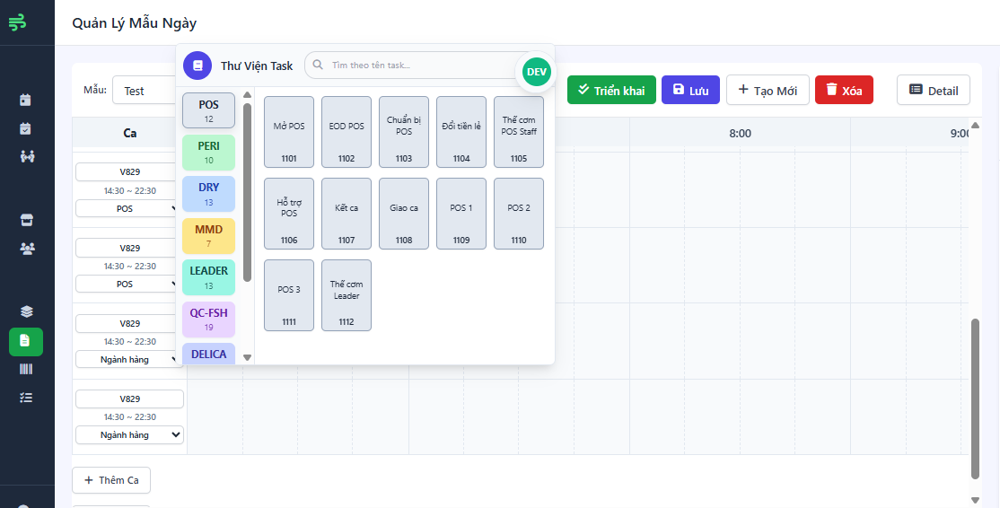 Quản Lý Mẫu Ngày
Thư Viện Task
Tìm theo tên task...
DEV
Mẫu:
Test
Triển khai
Lưu
Tạo Mới
Xóa
Detail
Ca
8:00
9:00
POS
12
PERI
10
DRY
13
MMD
7
LEADER
13
QC-FSH
19
DELICA
Mở POS
1101
EOD POS
1102
Chuẩn bị
POS
1103
Đổi tiền lẻ
1104
Thế cơm
POS Staff
1105
Hỗ trợ
POS
1106
Kết ca
1107
Giao ca
1108
POS 1
1109
POS 2
1110
POS 3
1111
Thế cơm
Leader
1112
V829
14:30 ~ 22:30
POS
V829
14:30 ~ 22:30
POS
V829
14:30 ~ 22:30
Ngành hàng
V829
14:30 ~ 22:30
Ngành hàng
Thêm Ca